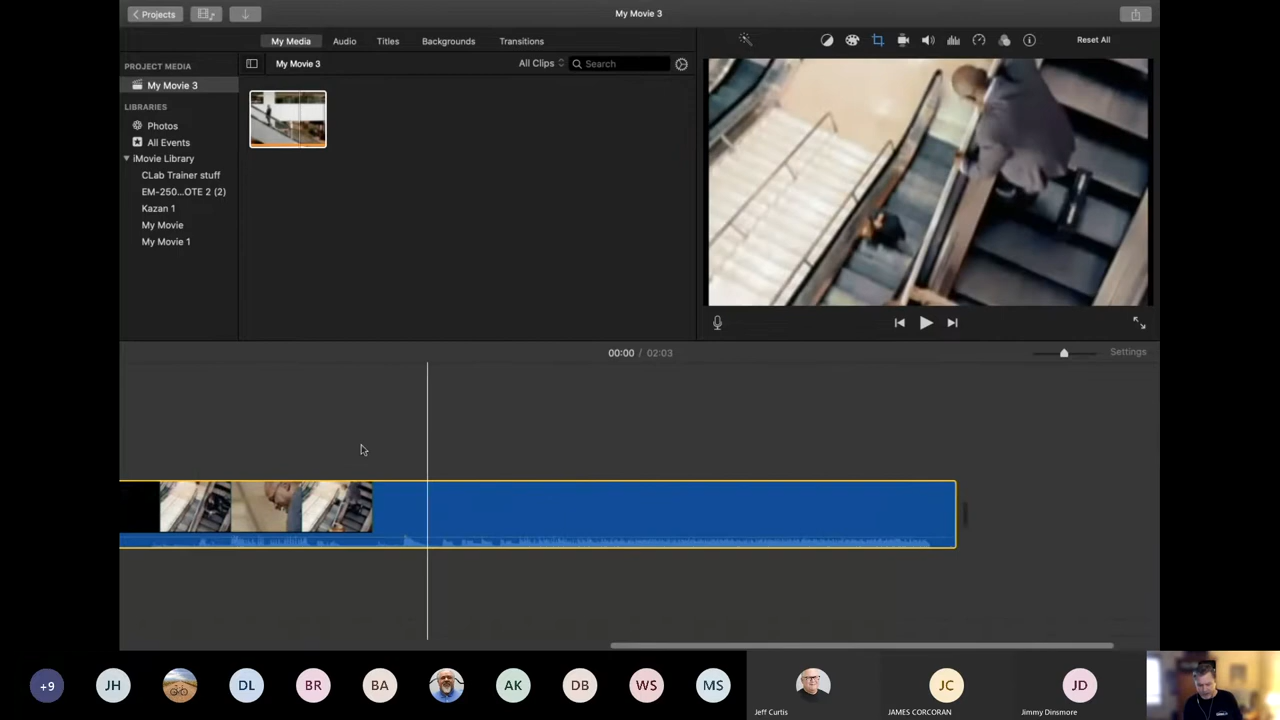 Projects
My Movie 3
My Media Audio Titles Backgrounds Transitions
Reset All
PROJECT MEDIA
My Movie 3
All Clips
Search
My Movie 3
LIBRARIES
Photos
All Events
iMovie Library
CLab Trainer stuff
EM-250...OTE 2 (2)
Kazan 1
My Movie
My Movie 1
00:00 / 02:03
Settings
+9 JH DL BR BA AK DB WS MS JC JD
Jeff Curtis JAMES CORCORAN Jimmy Dinsmore